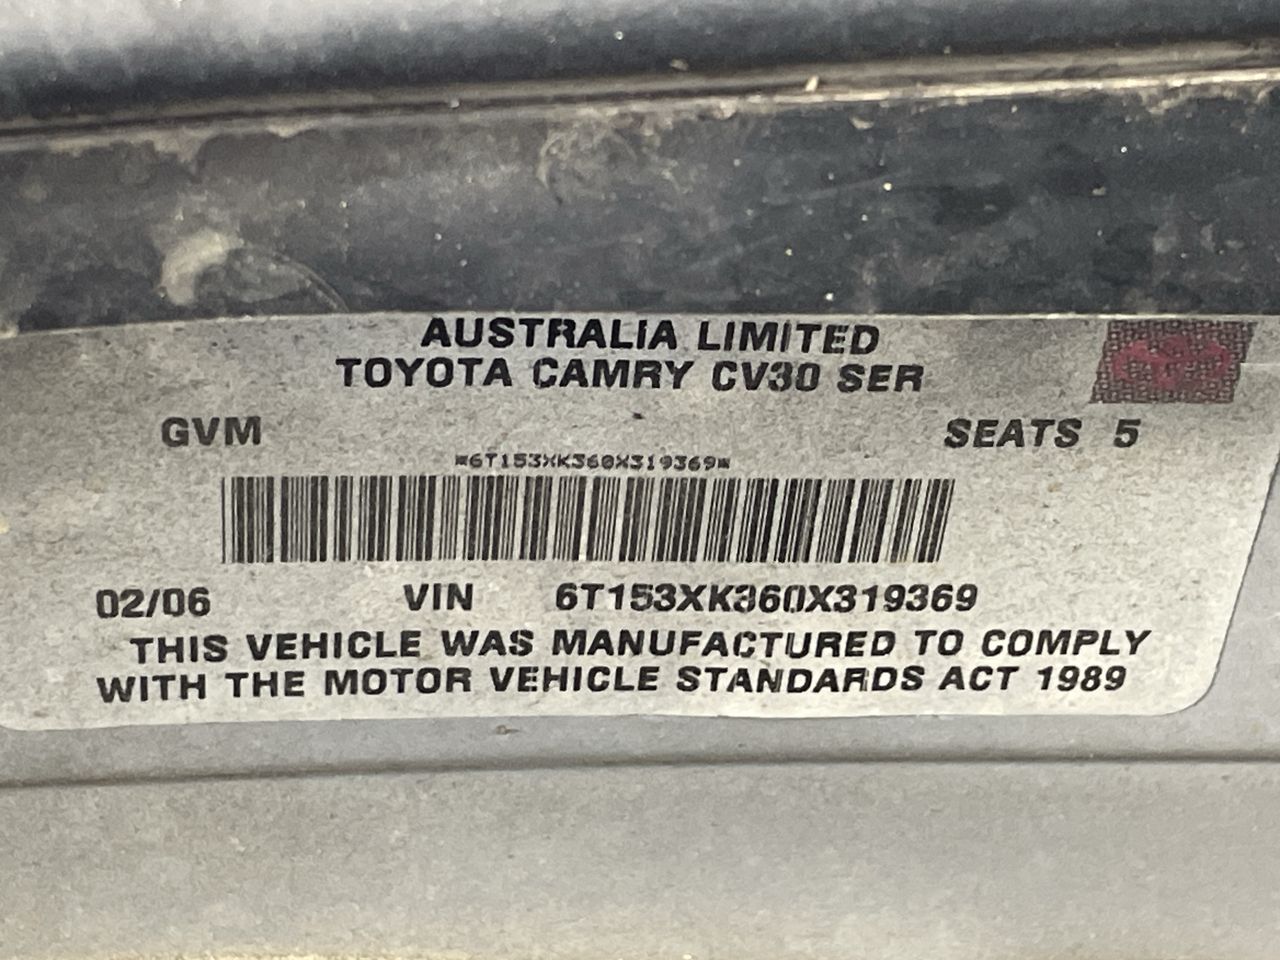 AUSTRALIA LIMITED
TOYOTA CAMRY CV30 SER
GVM SEATS 5
*6T153XK360X319369*
02/06 VIN 6T153XK360X319369
THIS VEHICLE WAS MANUFACTURED TO COMPLY
WITH THE MOTOR VEHICLE STANDARDS ACT 1989